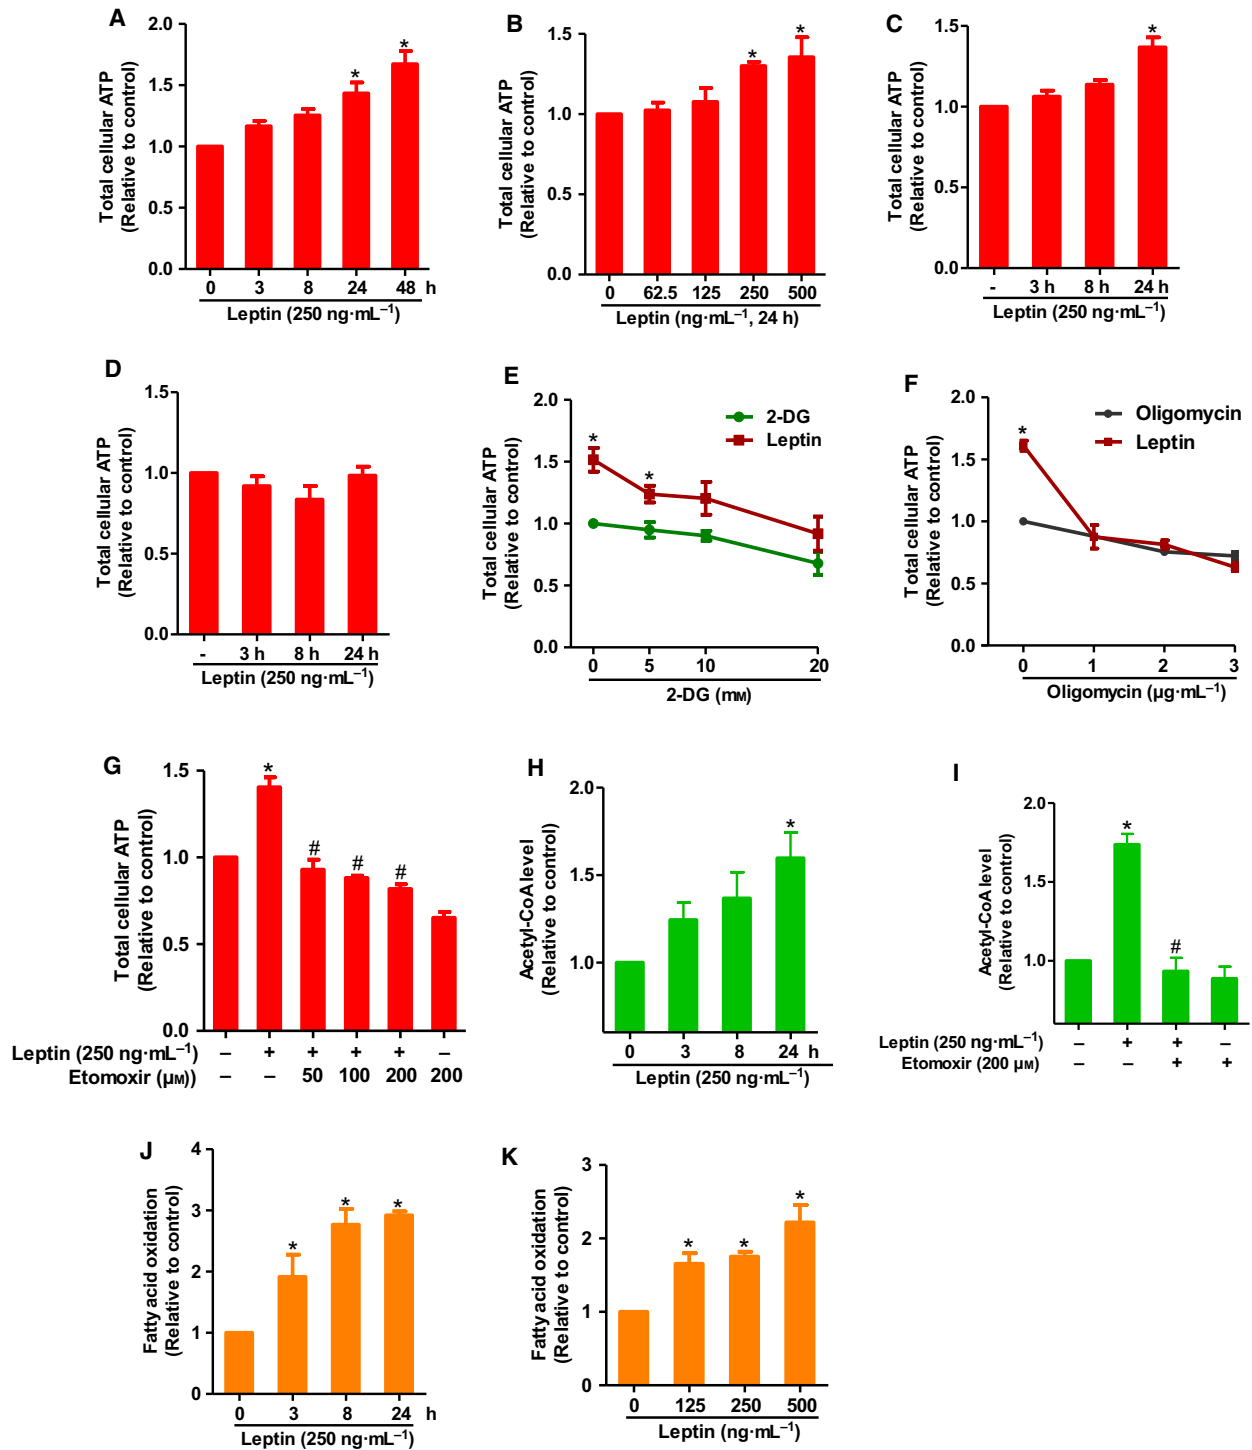 A
Total cellular ATP
(Relative to control)
2.0
1.5
1.0
0.5
0.0
* *
0 3 8 24 48 h
Leptin (250 ng·mL⁻¹)
B
Total cellular ATP
(Relative to control)
1.5
1.0
0.5
0.0
* *
0 62.5 125 250 500
Leptin (ng·mL⁻¹, 24 h)
C
Total cellular ATP
(Relative to control)
1.5
1.0
0.5
0.0
*
- 3 h 8 h 24 h
Leptin (250 ng·mL⁻¹)
D
Total cellular ATP
(Relative to control)
1.5
1.0
0.5
0.0
- 3 h 8 h 24 h
Leptin (250 ng·mL⁻¹)
E
Total cellular ATP
(Relative to control)
2.0
1.5
1.0
0.5
0.0
2-DG
Leptin
* *
0 5 10 20
2-DG (mM)
F
Total cellular ATP
(Relative to control)
2.0
1.5
1.0
0.5
0.0
Oligomycin
Leptin
*
0 1 2 3
Oligomycin (µg·mL⁻¹)
G
Total cellular ATP
(Relative to control)
1.5
1.0
0.5
0.0
* # # #
Leptin (250 ng·mL⁻¹) – + + + + –
Etomoxir (µM)) – – 50 100 200 200
H
Acetyl-CoA level
(Relative to control)
2.0
1.5
1.0
*
0 3 8 24 h
Leptin (250 ng·mL⁻¹)
I
Acetyl-CoA level
(Relative to control)
2.0
1.5
1.0
* #
Leptin (250 ng·mL⁻¹) – + + –
Etomoxir (200 µM) – – + +
J
Fatty acid oxidation
(Relative to control)
4
3
2
1
0
* * *
0 3 8 24 h
Leptin (250 ng·mL⁻¹)
K
Fatty acid oxidation
(Relative to control)
3
2
1
0
* * *
0 125 250 500
Leptin (ng·mL⁻¹)